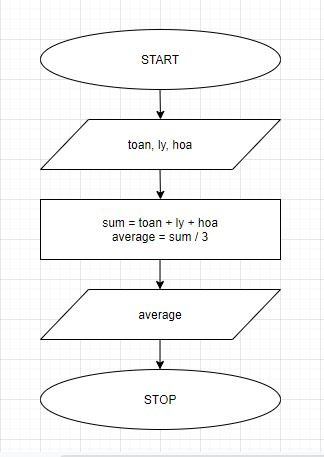 START
toan, ly, hoa
sum = toan + ly + hoa
average = sum / 3
average
STOP